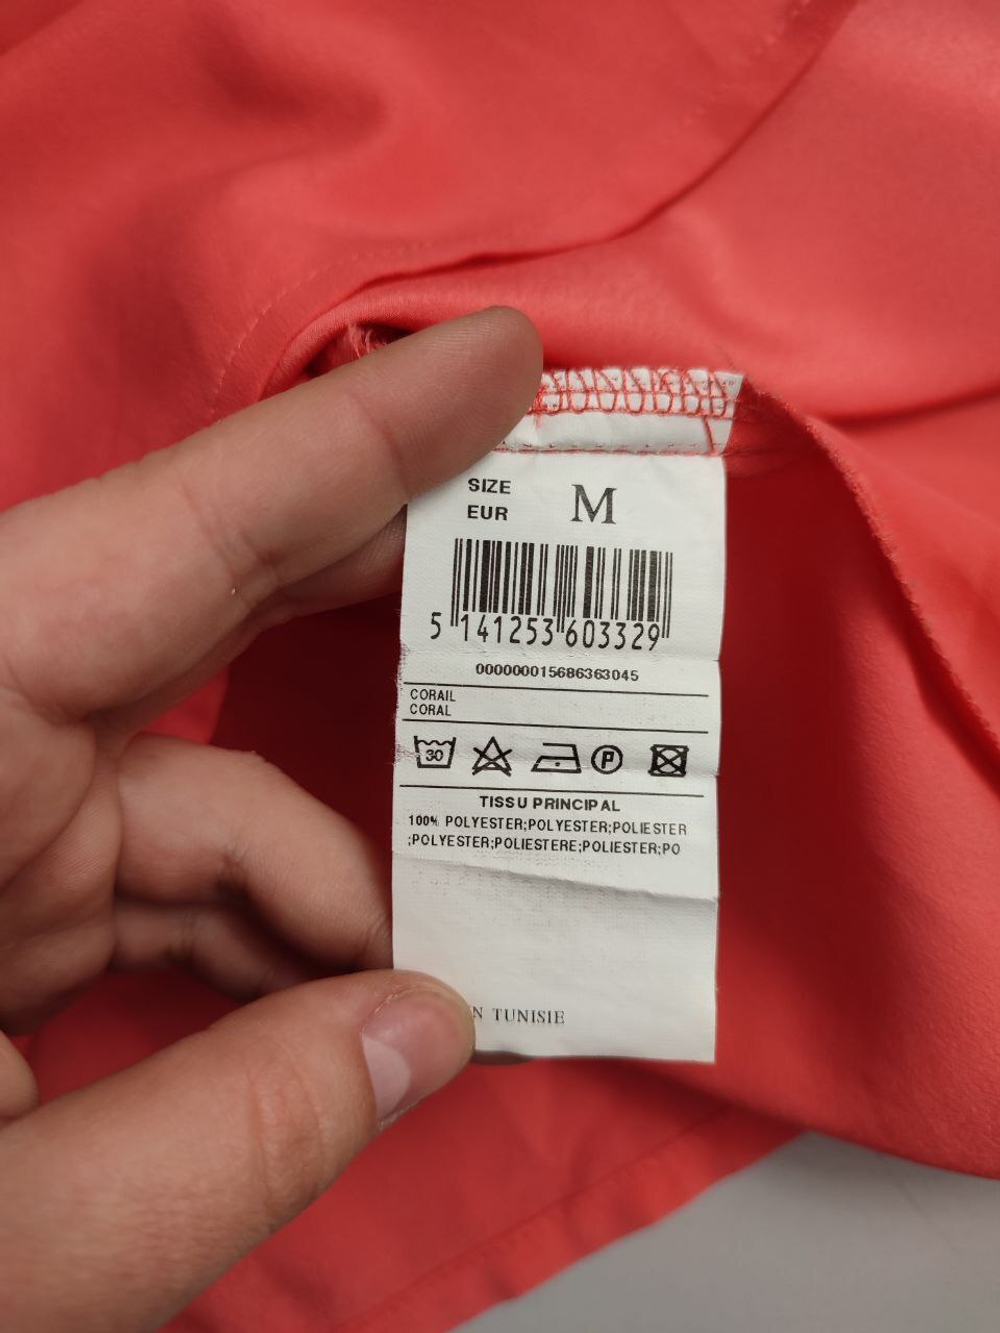 SIZE
EUR
M
5 141253 603329
000000015686363045
CORAIL
CORAL
30
P
TISSU PRINCIPAL
100% POLYESTER;POLYESTER;POLIESTER
;POLYESTER;POLIESTERE;POLIESTER;PO
N TUNISIE